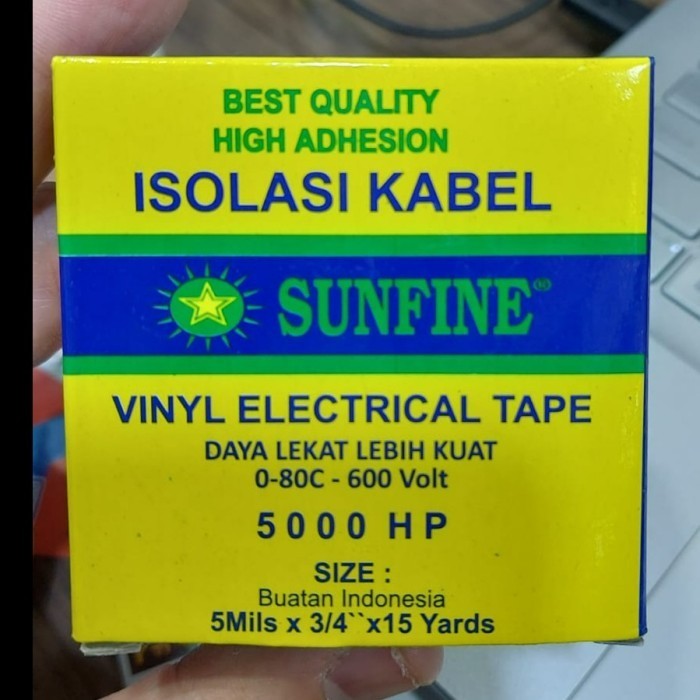 BEST QUALITY
HIGH ADHESION
ISOLASI KABEL
SUNFINE®
VINYL ELECTRICAL TAPE
DAYA LEKAT LEBIH KUAT
0-80C - 600 Volt
5000 HP
SIZE :
Buatan Indonesia
5Mils x 3/4``x15 Yards